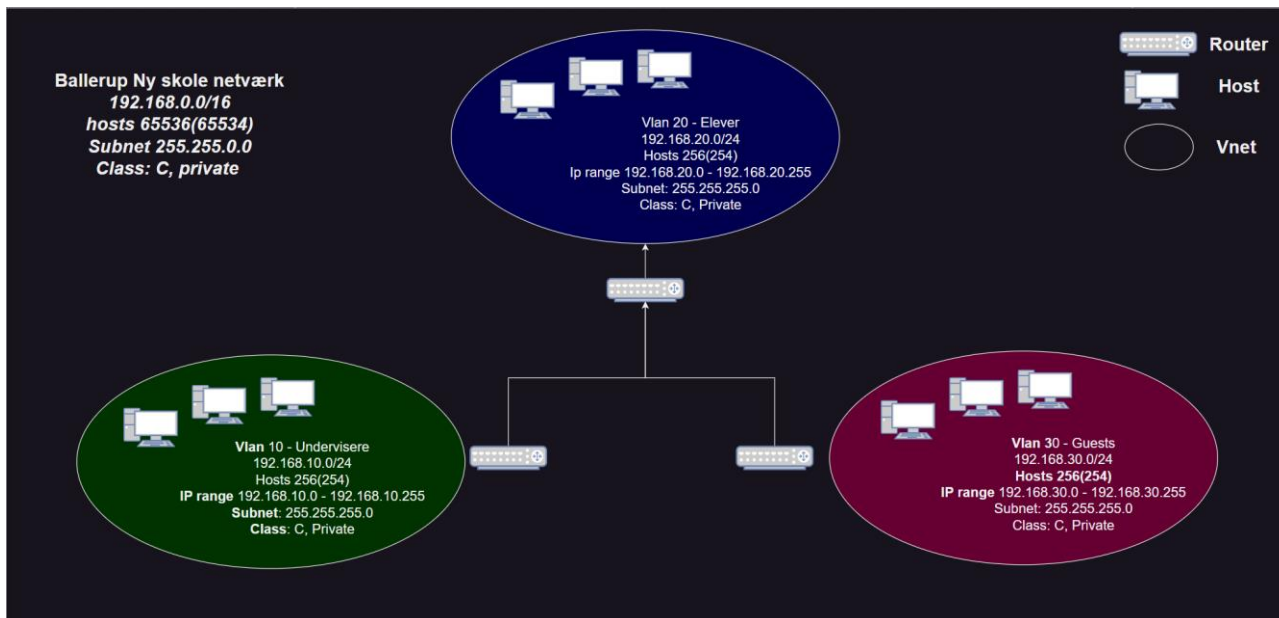 Ballerup Ny skole netværk
192.168.0.0/16
hosts 65536(65534)
Subnet 255.255.0.0
Class: C, private
Vlan 20 - Elever
192.168.20.0/24
Hosts 256(254)
Ip range 192.168.20.0 - 192.168.20.255
Subnet: 255.255.255.0
Class: C, Private
Router
Host
Vnet
Vlan 10 - Undervisere
192.168.10.0/24
Hosts 256(254)
IP range 192.168.10.0 - 192.168.10.255
Subnet: 255.255.255.0
Class: C, Private
Vlan 30 - Guests
192.168.30.0/24
Hosts 256(254)
IP range 192.168.30.0 - 192.168.30.255
Subnet: 255.255.255.0
Class: C, Private